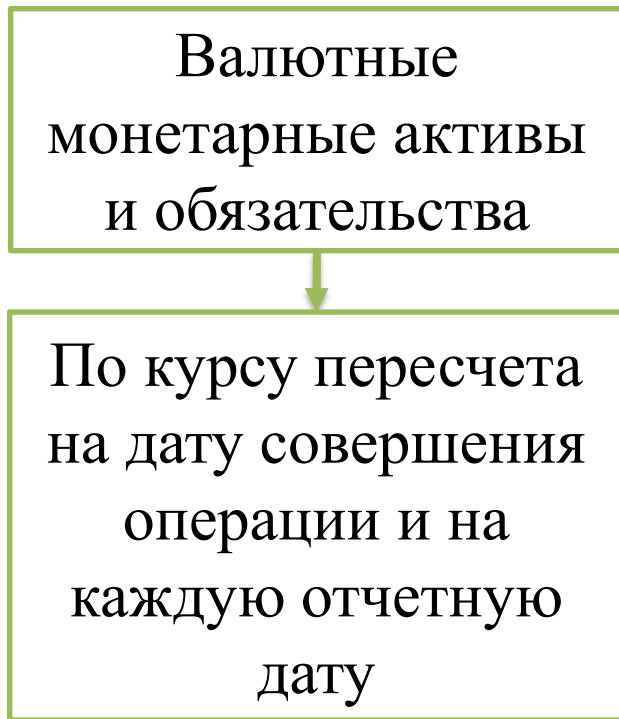 Валютные
монетарные активы
и обязательства
По курсу пересчета
на дату совершения
операции и на
каждую отчетную
дату